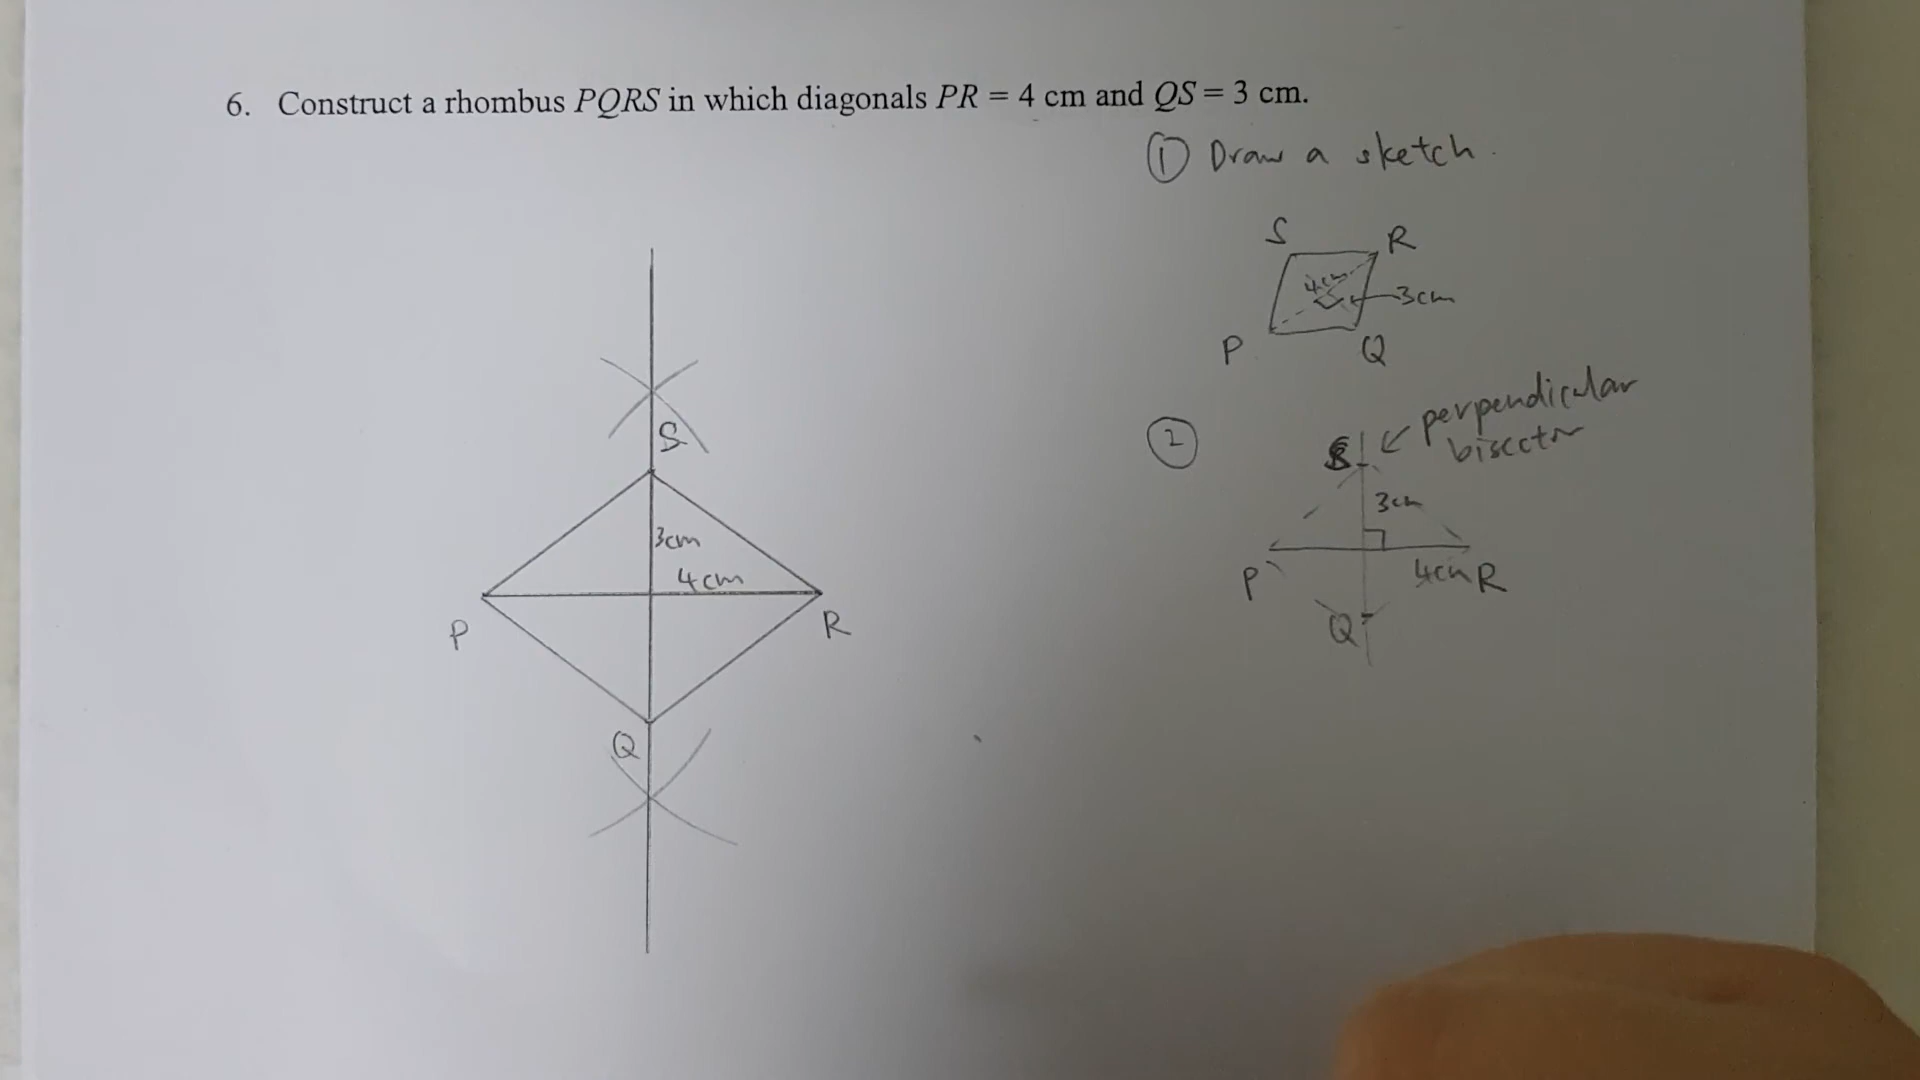 6. Construct a rhombus PQRS in which diagonals PR = 4 cm and QS = 3 cm.
① Draw a sketch.
S
R
4cm
3cm
P
Q
② perpendicular
bisector
S
3cm
P
4cm R
Q
S
3cm
4cm
P
R
Q